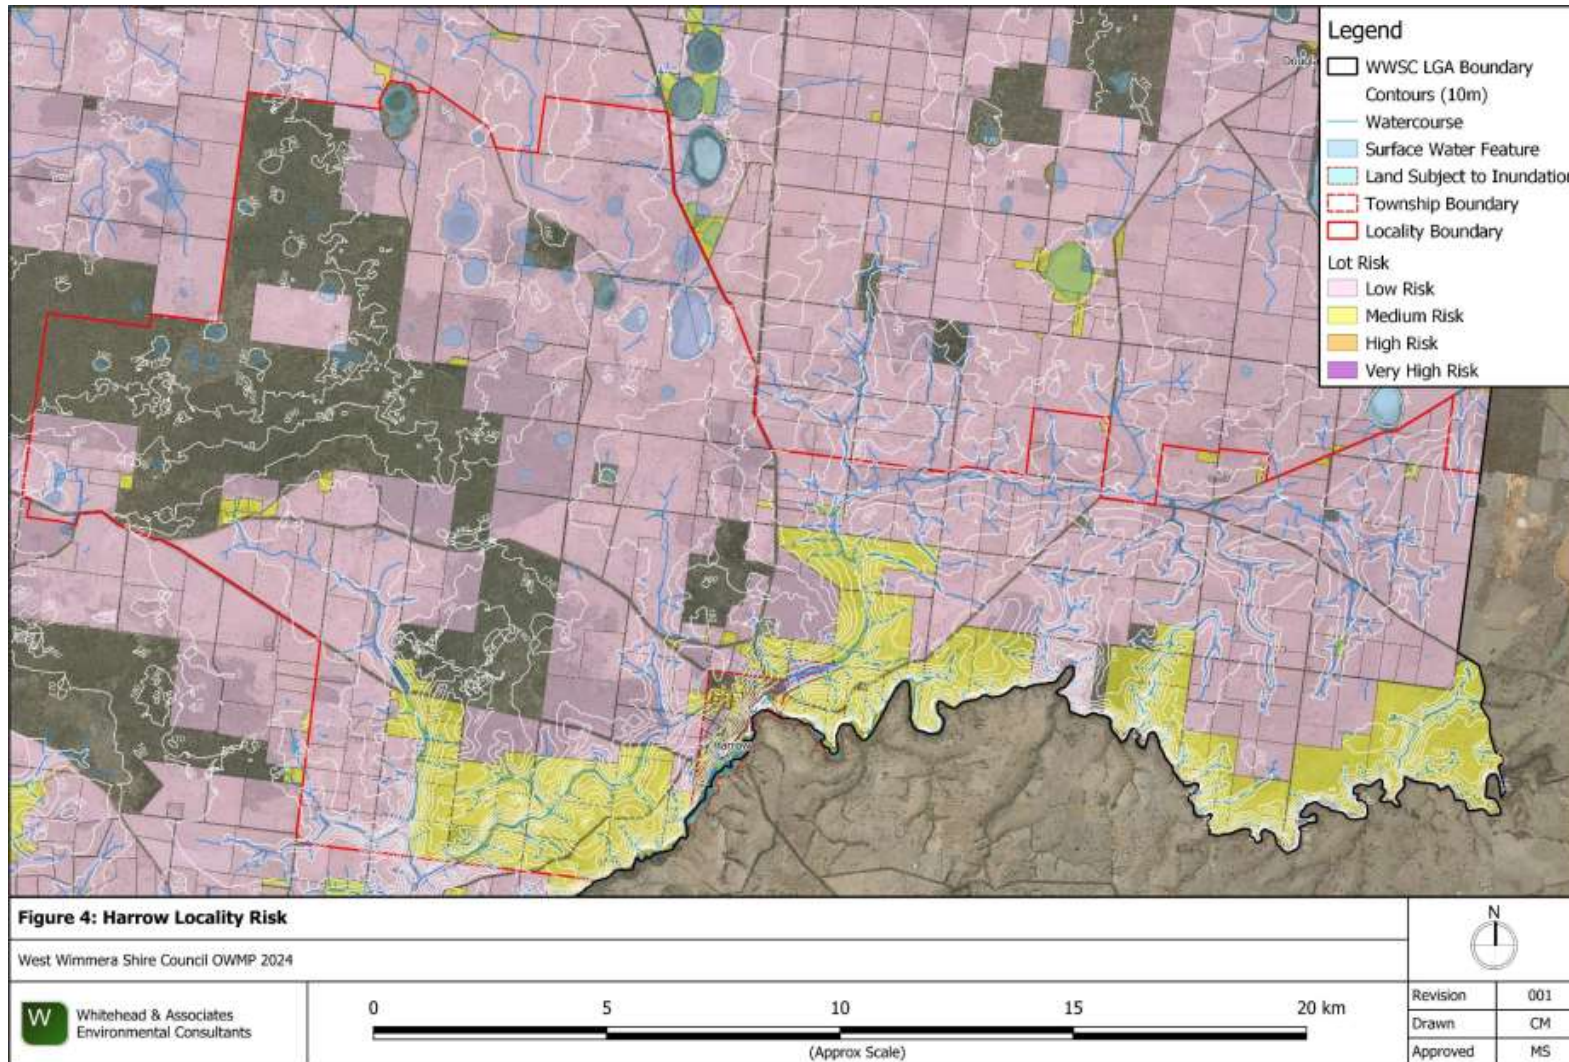 Legend
WWSC LGA Boundary
Contours (10m)
Watercourse
Surface Water Feature
Land Subject to Inundation
Township Boundary
Locality Boundary
Lot Risk
Low Risk
Medium Risk
High Risk
Very High Risk
Harrow
Figure 4: Harrow Locality Risk
West Wimmera Shire Council OWMP 2024
N
W
Whitehead & Associates
Environmental Consultants
0 5 10 15 20 km
(Approx Scale)
Revision 001
Drawn CM
Approved MS